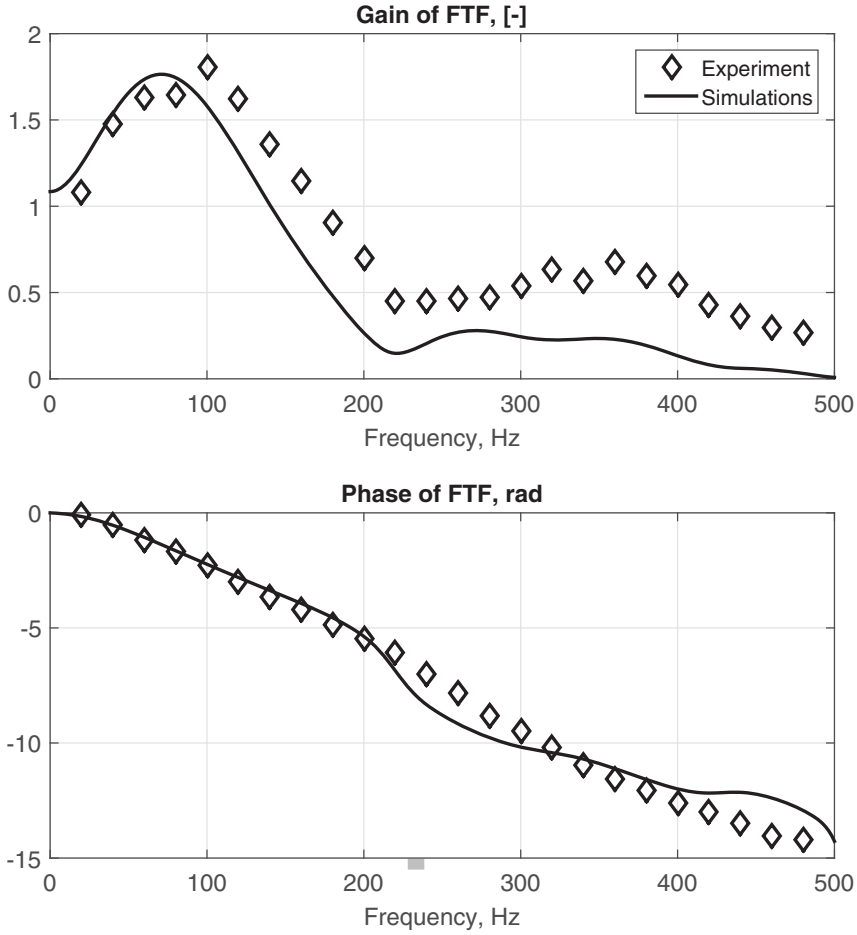 Gain of FTF, [-]
2
1.5
1
0.5
0
Experiment
Simulations
0 100 200 300 400 500
Frequency, Hz
Phase of FTF, rad
0
-5
-10
-15
0 100 200 300 400 500
Frequency, Hz